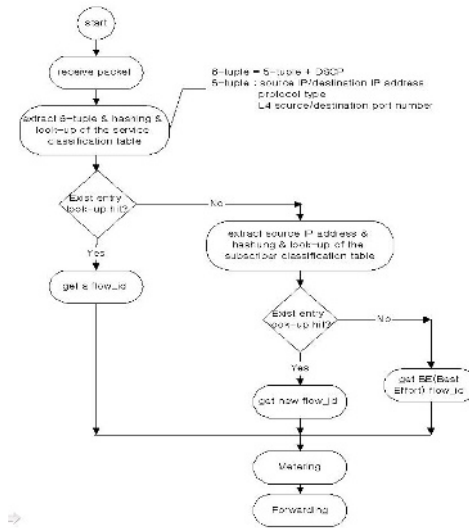 start
receive packet
6-tuple = 5-tuple + DSCP
5-tuple : source IP/destination IP address
protocol type
L4 source/destination port number
extract 6-tuple & hashing &
look-up of the service
classification table
Exist entry
look-up hit?
No
Yes
extract source IP address &
hashung & look-up of the
subscriber classification table
get a flow_id
Exist entry
look-up hit?
No
Yes
get BE(Best
Effort) flow_id
get new flow_id
Metering
Forwarding